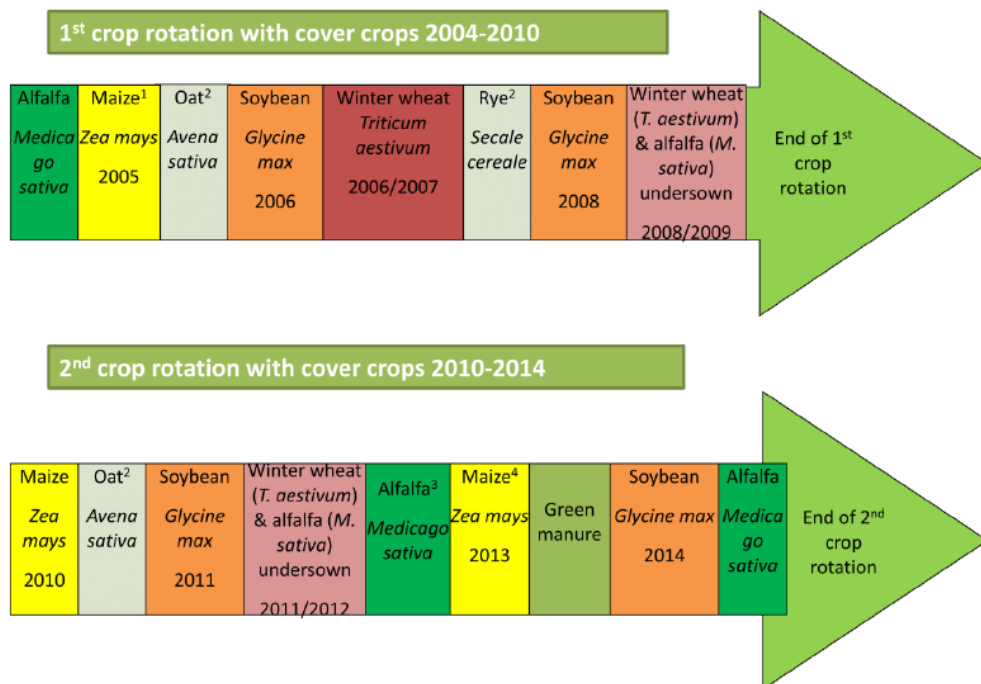 1st crop rotation with cover crops 2004-2010
Alfalfa
Medica
go
sativa
Maize1
Zea mays
2005
Oat2
Avena
sativa
Soybean
Glycine
max
2006
Winter wheat
Triticum
aestivum
2006/2007
Rye2
Secale
cereale
Soybean
Glycine
max
2008
Winter wheat
(T. aestivum)
& alfalfa (M.
sativa)
undersown
2008/2009
End of 1st
crop
rotation
2nd crop rotation with cover crops 2010-2014
Maize
Zea
mays
2010
Oat2
Avena
sativa
Soybean
Glycine
max
2011
Winter wheat
(T. aestivum)
& alfalfa (M.
sativa)
undersown
2011/2012
Alfalfa3
Medicago
sativa
Maize4
Zea mays
2013
Green
manure
Soybean
Glycine max
2014
Alfalfa
Medica
go
sativa
End of 2nd
crop
rotation